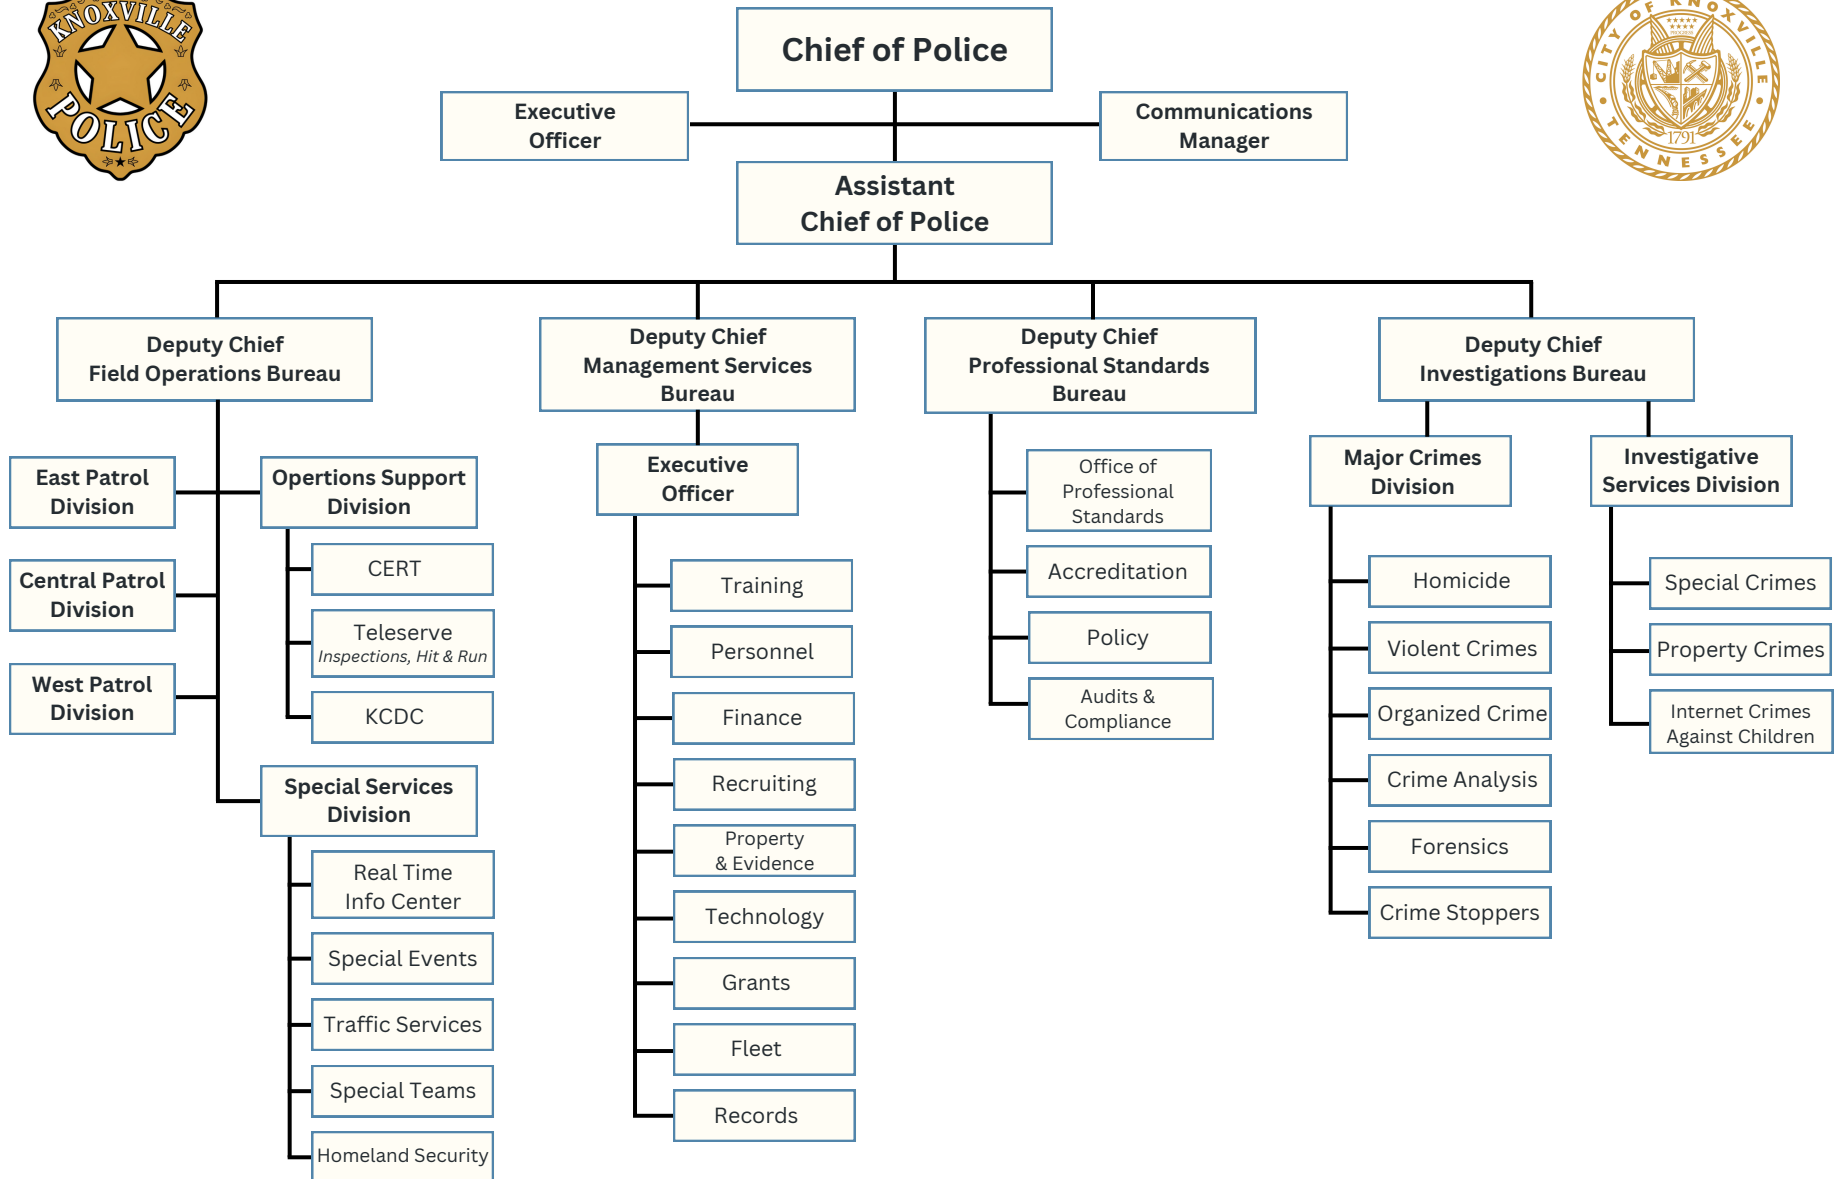 KNOXVILLE
POLICE
CITY OF KNOXVILLE
TENNESSEE
1791
Chief of Police
Executive
Officer
Communications
Manager
Assistant
Chief of Police
Deputy Chief
Field Operations Bureau
East Patrol
Division
Central Patrol
Division
West Patrol
Division
Opertions Support
Division
CERT
Teleserve
Inspections, Hit & Run
KCDC
Special Services
Division
Real Time
Info Center
Special Events
Traffic Services
Special Teams
Homeland Security
Deputy Chief
Management Services
Bureau
Executive
Officer
Training
Personnel
Finance
Recruiting
Property
& Evidence
Technology
Grants
Fleet
Records
Deputy Chief
Professional Standards
Bureau
Office of
Professional
Standards
Accreditation
Policy
Audits &
Compliance
Deputy Chief
Investigations Bureau
Major Crimes
Division
Homicide
Violent Crimes
Organized Crime
Crime Analysis
Forensics
Crime Stoppers
Investigative
Services Division
Special Crimes
Property Crimes
Internet Crimes
Against Children